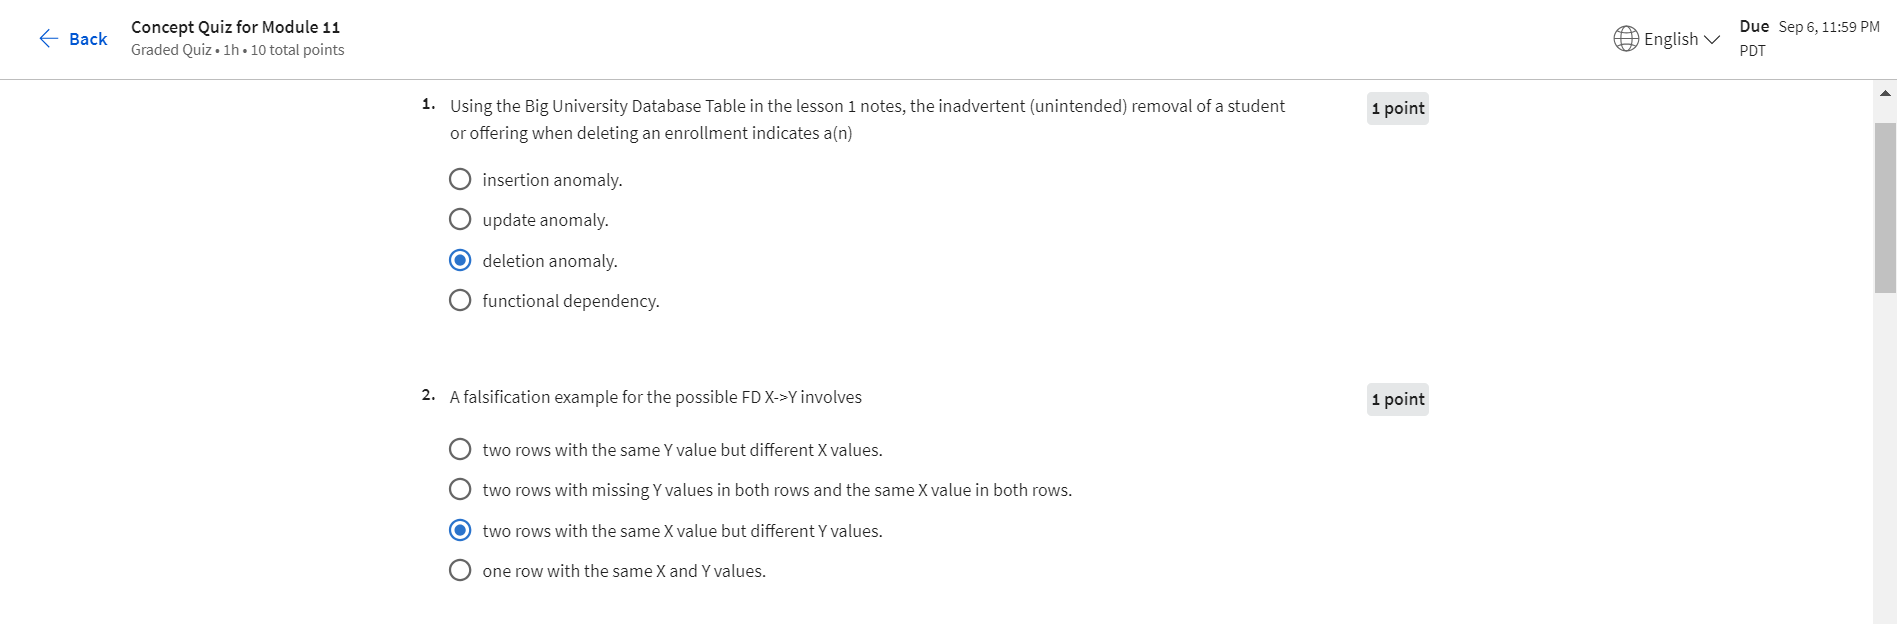 Back
Concept Quiz for Module 11
Graded Quiz • 1h • 10 total points
English
Due Sep 6, 11:59 PM
PDT
1. Using the Big University Database Table in the lesson 1 notes, the inadvertent (unintended) removal of a student
or offering when deleting an enrollment indicates a(n)
1 point
insertion anomaly.
update anomaly.
deletion anomaly.
functional dependency.
2. A falsification example for the possible FD X->Y involves
1 point
two rows with the same Y value but different X values.
two rows with missing Y values in both rows and the same X value in both rows.
two rows with the same X value but different Y values.
one row with the same X and Y values.